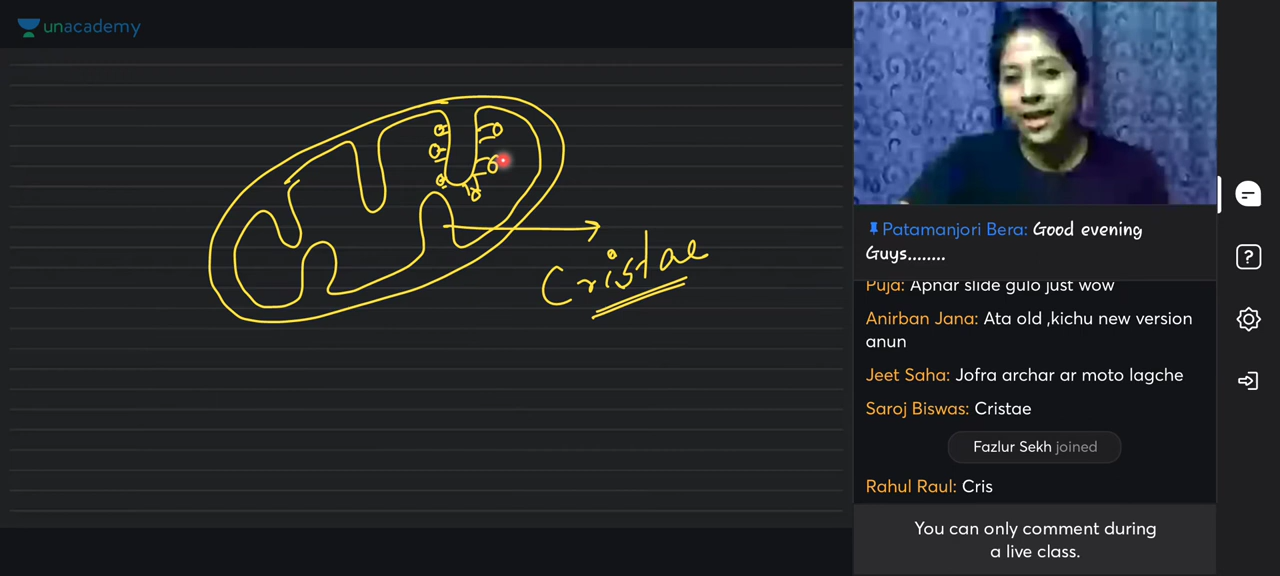 unacademy
Cristae
Patamanjori Bera: Good evening
Guys........
Puja: Apnar slide gulo just wow
Anirban Jana: Ata old ,kichu new version
anun
Jeet Saha: Jofra archar ar moto lagche
Saroj Biswas: Cristae
Fazlur Sekh joined
Rahul Raul: Cris
You can only comment during
a live class.
?